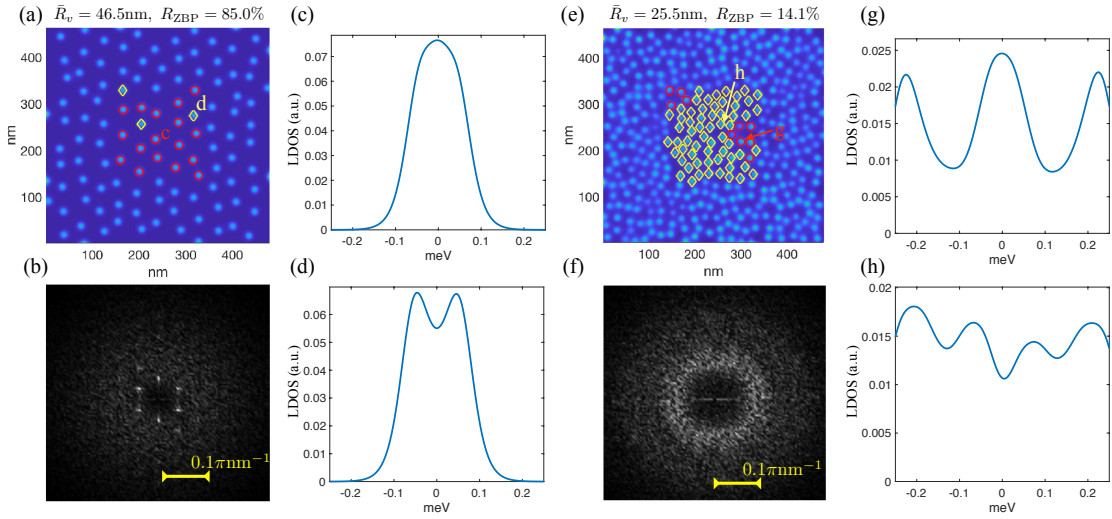 (a) R̄_v = 46.5nm, R_ZBP = 85.0%
400
300
200
100
nm
100 200 300 400
nm
c
d
(c)
0.07
0.06
0.05
0.04
0.03
0.02
0.01
0
LDOS (a.u.)
-0.2 -0.1 0 0.1 0.2
meV
(e) R̄_v = 25.5nm, R_ZBP = 14.1%
400
300
200
100
nm
100 200 300 400
nm
h
g
(g)
0.025
0.02
0.015
0.01
0.005
0
LDOS (a.u.)
-0.2 -0.1 0 0.1 0.2
meV
(b)
0.1πnm⁻¹
(d)
0.06
0.05
0.04
0.03
0.02
0.01
0
LDOS (a.u.)
-0.2 -0.1 0 0.1 0.2
meV
(f)
0.1πnm⁻¹
(h)
0.02
0.015
0.01
0.005
0
LDOS (a.u.)
-0.2 -0.1 0 0.1 0.2
meV